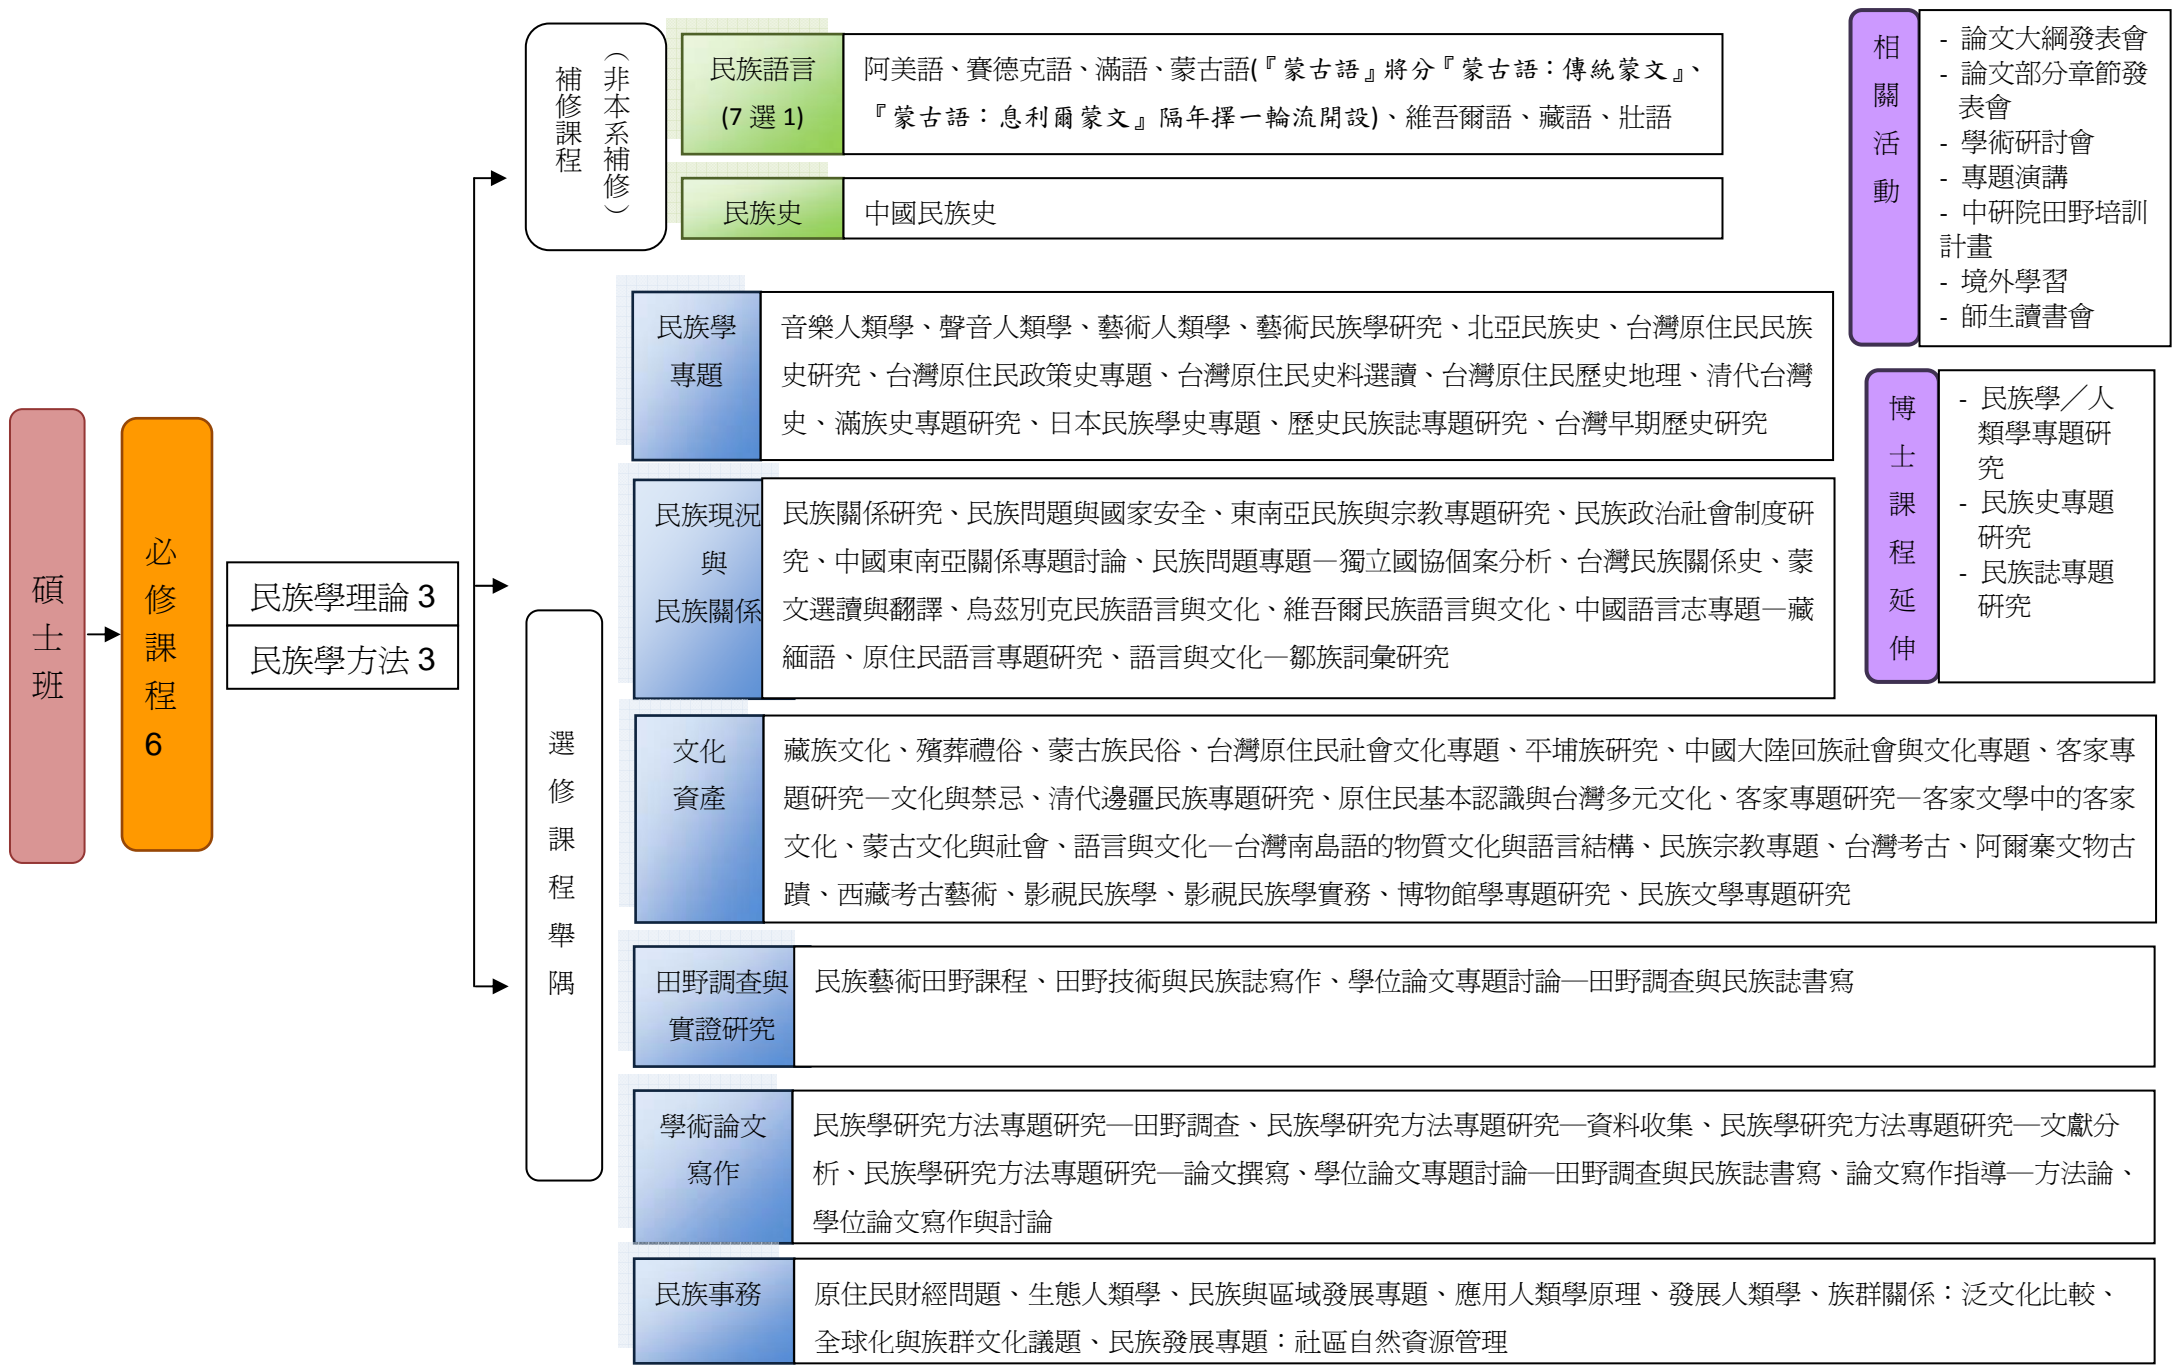 碩士班
必修課程6
民族學理論 3
民族學方法 3
補修課程
（非本系補修）
民族語言
(7 選 1)
阿美語、賽德克語、滿語、蒙古語(『蒙古語』將分『蒙古語：傳統蒙文』、
『蒙古語：息利爾蒙文』隔年擇一輪流開設)、維吾爾語、藏語、壯語
民族史
中國民族史
選修課程舉隅
民族學
專題
音樂人類學、聲音人類學、藝術人類學、藝術民族學研究、北亞民族史、台灣原住民民族
史研究、台灣原住民政策史專題、台灣原住民史料選讀、台灣原住民歷史地理、清代台灣
史、滿族史專題研究、日本民族學史專題、歷史民族誌專題研究、台灣早期歷史研究
民族現況
與
民族關係
民族關係研究、民族問題與國家安全、東南亞民族與宗教專題研究、民族政治社會制度研
究、中國東南亞關係專題討論、民族問題專題—獨立國協個案分析、台灣民族關係史、蒙
文選讀與翻譯、烏茲別克民族語言與文化、維吾爾民族語言與文化、中國語言志專題—藏
緬語、原住民語言專題研究、語言與文化—鄒族詞彙研究
文化
資產
藏族文化、殯葬禮俗、蒙古族民俗、台灣原住民社會文化專題、平埔族研究、中國大陸回族社會與文化專題、客家專
題研究—文化與禁忌、清代邊疆民族專題研究、原住民基本認識與台灣多元文化、客家專題研究—客家文學中的客家
文化、蒙古文化與社會、語言與文化—台灣南島語的物質文化與語言結構、民族宗教專題、台灣考古、阿爾寨文物古
蹟、西藏考古藝術、影視民族學、影視民族學實務、博物館學專題研究、民族文學專題研究
田野調查與
實證研究
民族藝術田野課程、田野技術與民族誌寫作、學位論文專題討論—田野調查與民族誌書寫
學術論文
寫作
民族學研究方法專題研究—田野調查、民族學研究方法專題研究—資料收集、民族學研究方法專題研究—文獻分
析、民族學研究方法專題研究—論文撰寫、學位論文專題討論—田野調查與民族誌書寫、論文寫作指導—方法論、
學位論文寫作與討論
民族事務
原住民財經問題、生態人類學、民族與區域發展專題、應用人類學原理、發展人類學、族群關係：泛文化比較、
全球化與族群文化議題、民族發展專題：社區自然資源管理
相關活動
- 論文大綱發表會
- 論文部分章節發
表會
- 學術研討會
- 專題演講
- 中研院田野培訓
計畫
- 境外學習
- 師生讀書會
博士課程延伸
- 民族學／人
類學專題研
究
- 民族史專題
研究
- 民族誌專題
研究